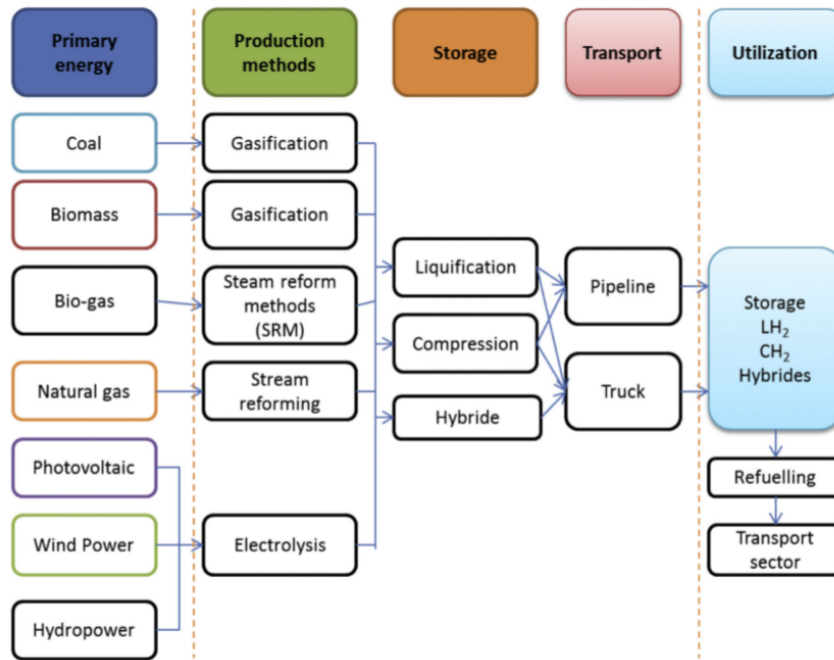 Primary
energy
Production
methods
Storage
Transport
Utilization
Coal
Gasification
Biomass
Gasification
Bio-gas
Steam reform
methods
(SRM)
Natural gas
Stream
reforming
Photovoltaic
Wind Power
Hydropower
Electrolysis
Liquification
Compression
Hybride
Pipeline
Truck
Storage
LH₂
CH₂
Hybrides
Refuelling
Transport
sector